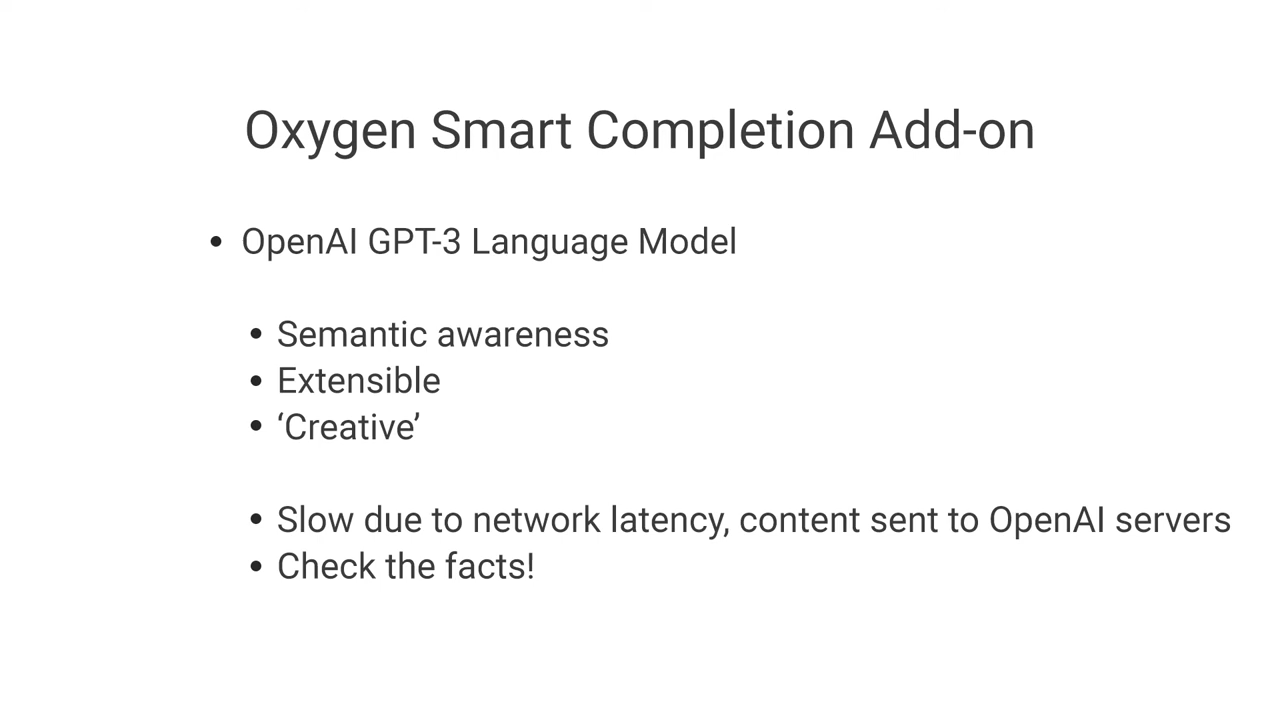 Oxygen Smart Completion Add-on
• OpenAI GPT-3 Language Model
• Semantic awareness
• Extensible
• ‘Creative’
• Slow due to network latency, content sent to OpenAI servers
• Check the facts!